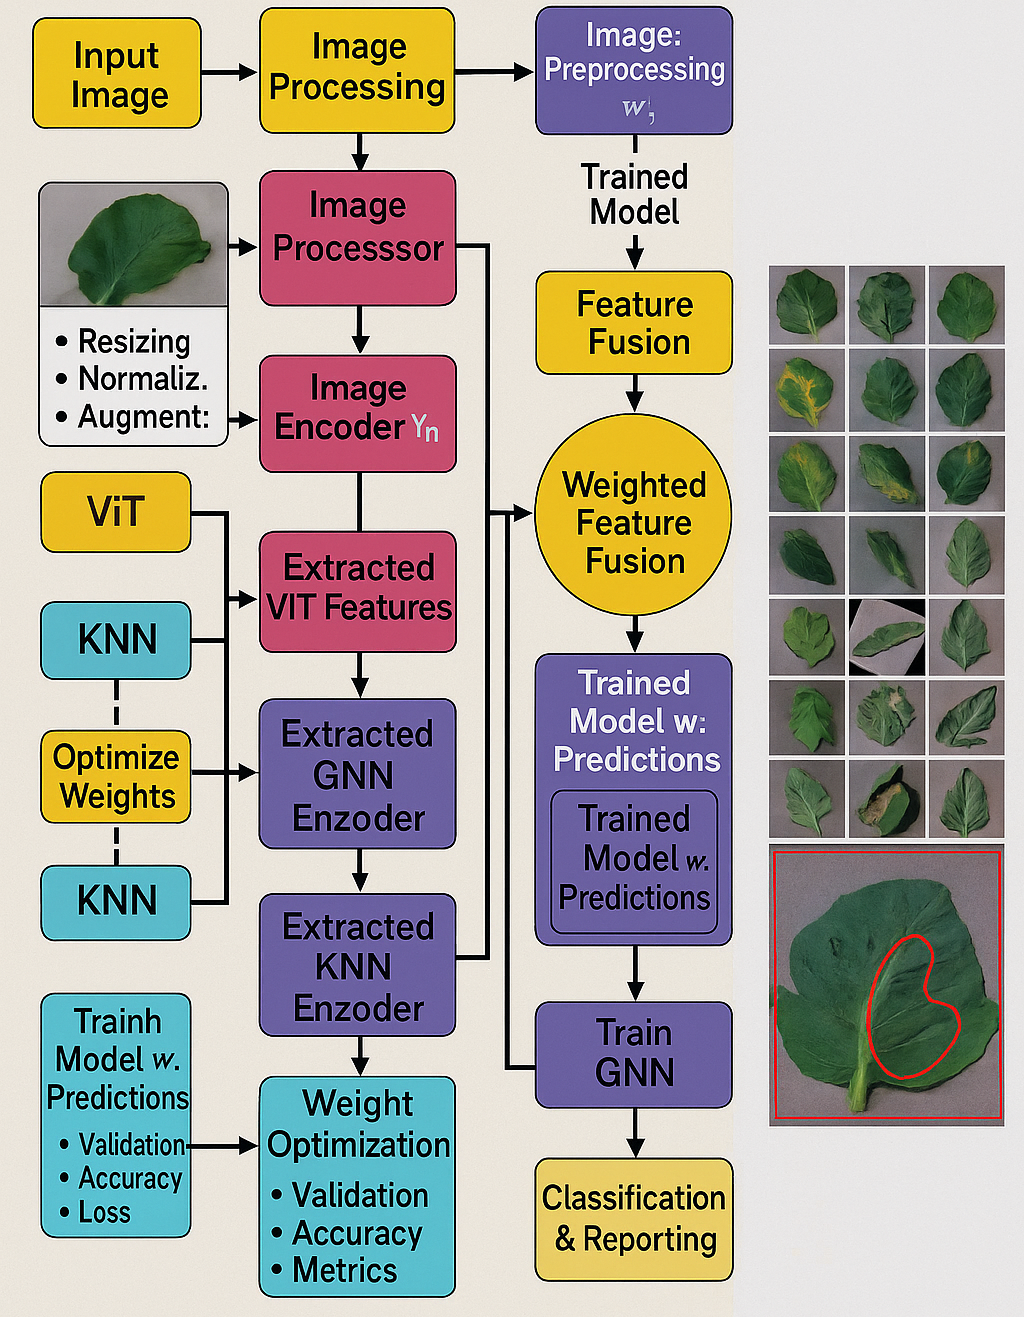 Input
Image
Image
Processing
Image:
Preprocessing
w;
Trained
Model
Image
Processsor
• Resizing
• Normaliz.
• Augment:
Image
Encoder Yn
Feature
Fusion
ViT
Weighted
Feature
Fusion
Extracted
VIT Features
KNN
Trained
Model w:
Predictions
Extracted
GNN
Enzoder
Optimize
Weights
Trained
Model w.
Predictions
KNN
Extracted
KNN
Enzoder
Trainh
Model w.
Predictions
• Validation
• Accuracy
• Loss
Train
GNN
Weight
Optimization
• Validation
• Accuracy
• Metrics
Classification
& Reporting